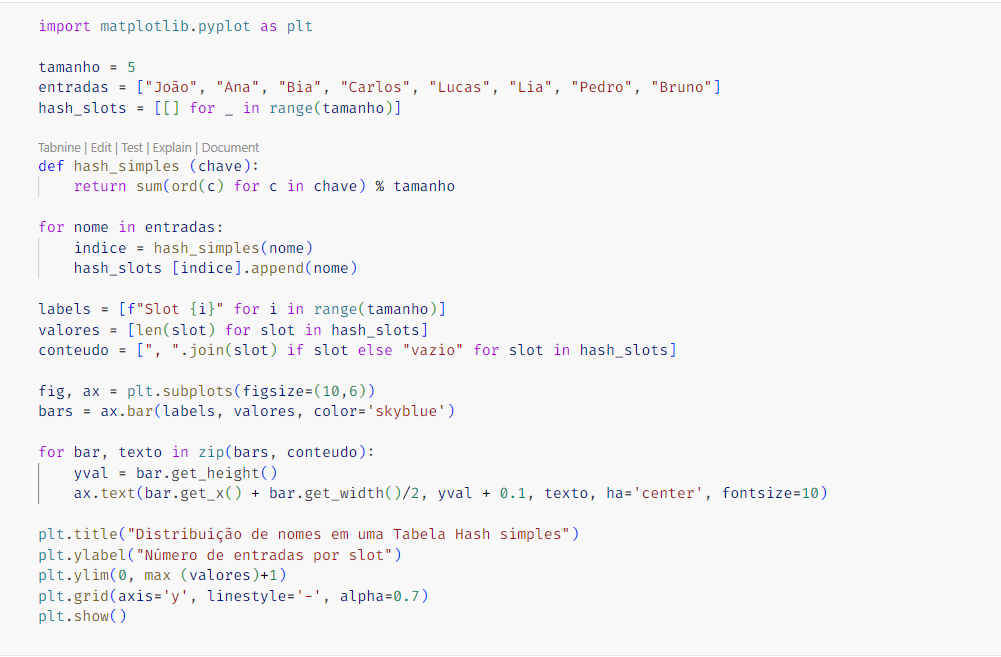 import matplotlib.pyplot as plt
tamanho = 5
entradas = ["João", "Ana", "Bia", "Carlos", "Lucas", "Lia", "Pedro", "Bruno"]
hash_slots = [[] for _ in range(tamanho)]
Tabnine | Edit | Test | Explain | Document
def hash_simples (chave):
    return sum(ord(c) for c in chave) % tamanho
for nome in entradas:
    indice = hash_simples(nome)
    hash_slots [indice].append(nome)
labels = [f"Slot {i}" for i in range(tamanho)]
valores = [len(slot) for slot in hash_slots]
conteudo = [", ".join(slot) if slot else "vazio" for slot in hash_slots]
fig, ax = plt.subplots(figsize=(10,6))
bars = ax.bar(labels, valores, color='skyblue')
for bar, texto in zip(bars, conteudo):
    yval = bar.get_height()
    ax.text(bar.get_x() + bar.get_width()/2, yval + 0.1, texto, ha='center', fontsize=10)
plt.title("Distribuição de nomes em uma Tabela Hash simples")
plt.ylabel("Número de entradas por slot")
plt.ylim(0, max (valores)+1)
plt.grid(axis='y', linestyle='-', alpha=0.7)
plt.show()